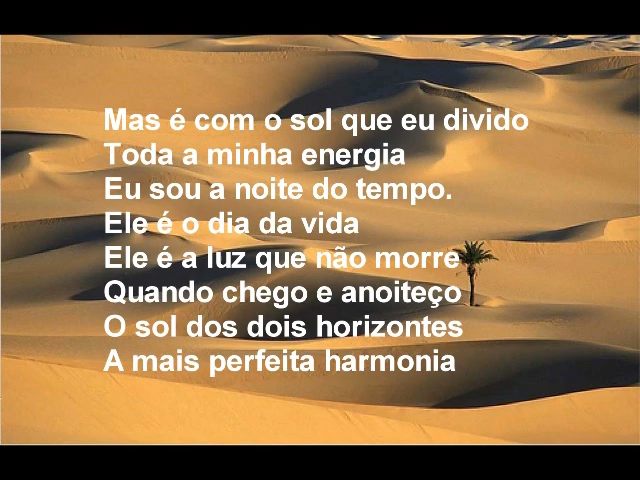 Mas é com o sol que eu divido
Toda a minha energia
Eu sou a noite do tempo.
Ele é o dia da vida
Ele é a luz que não morre
Quando chego e anoiteço
O sol dos dois horizontes
A mais perfeita harmonia